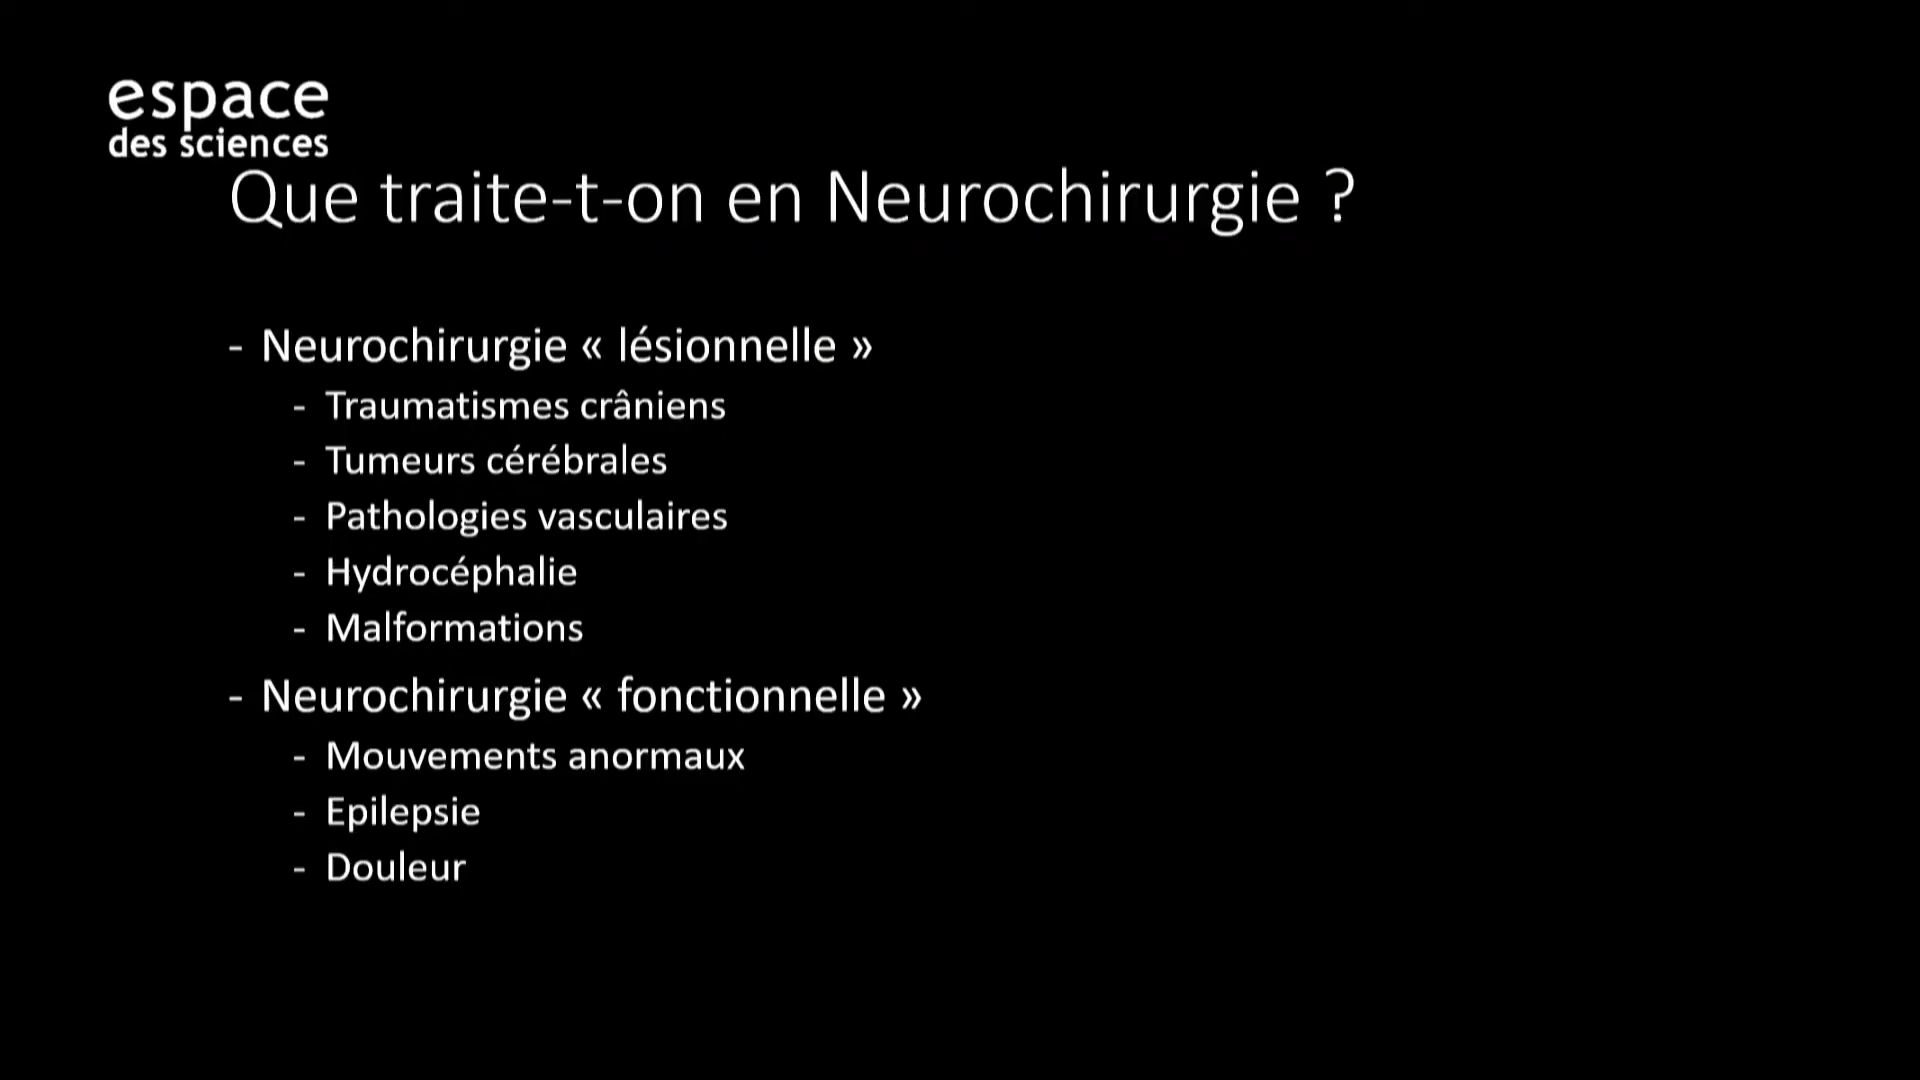 espace
des sciences
Que traite-t-on en Neurochirurgie ?
- Neurochirurgie « lésionnelle »
- Traumatismes crâniens
- Tumeurs cérébrales
- Pathologies vasculaires
- Hydrocéphalie
- Malformations
- Neurochirurgie « fonctionnelle »
- Mouvements anormaux
- Epilepsie
- Douleur